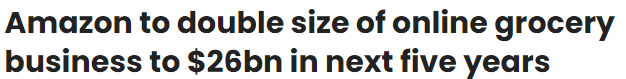 Amazon to double size of online grocery
business to $26bn in next five years